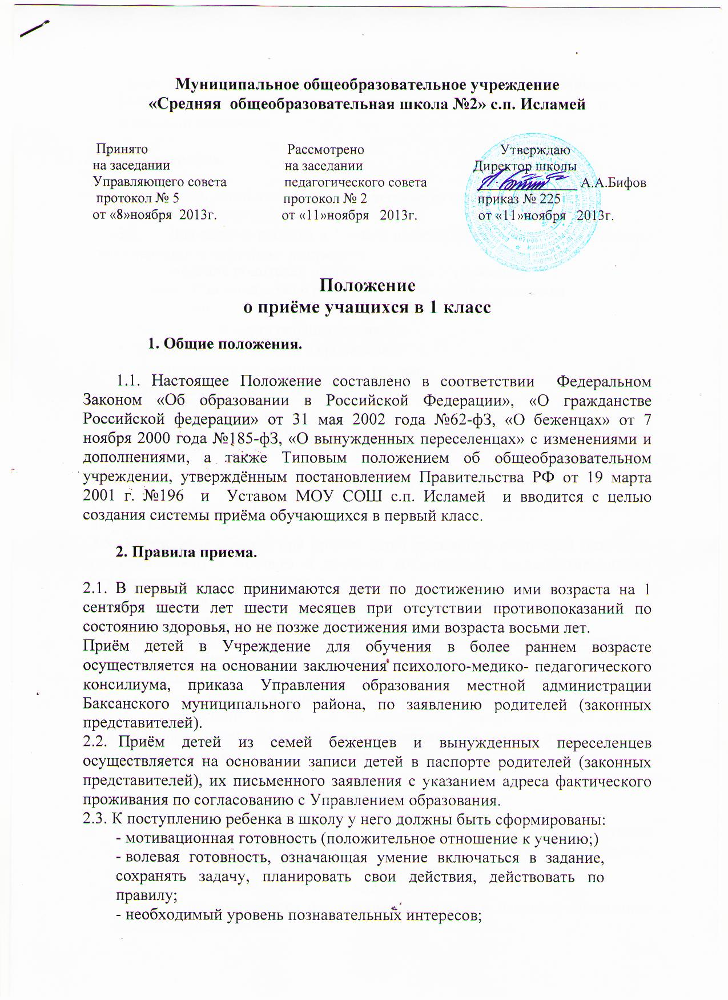 Муниципальное общеобразовательное учреждение
«Средняя общеобразовательная школа №2» с.п. Исламей
Принято
на заседании
Управляющего совета
протокол № 5
от «8»ноября 2013г.
Рассмотрено
на заседании
педагогического совета
протокол № 2
от «11»ноября 2013г.
Утверждаю
Директор школы
А.А.Бифов
приказ № 225
от «11»ноября 2013г.
Положение
о приёме учащихся в 1 класс
1. Общие положения.
1.1. Настоящее Положение составлено в соответствии Федеральном
Законом «Об образовании в Российской Федерации», «О гражданстве
Российской федерации» от 31 мая 2002 года №62-фЗ, «О беженцах» от 7
ноября 2000 года №185-фЗ, «О вынужденных переселенцах» с изменениями и
дополнениями, а также Типовым положением об общеобразовательном
учреждении, утверждённым постановлением Правительства РФ от 19 марта
2001 г. №196 и Уставом МОУ СОШ с.п. Исламей и вводится с целью
создания системы приёма обучающихся в первый класс.
2. Правила приема.
2.1. В первый класс принимаются дети по достижению ими возраста на 1
сентября шести лет шести месяцев при отсутствии противопоказаний по
состоянию здоровья, но не позже достижения ими возраста восьми лет.
Приём детей в Учреждение для обучения в более раннем возрасте
осуществляется на основании заключения психолого-медико- педагогического
консилиума, приказа Управления образования местной администрации
Баксанского муниципального района, по заявлению родителей (законных
представителей).
2.2. Приём детей из семей беженцев и вынужденных переселенцев
осуществляется на основании записи детей в паспорте родителей (законных
представителей), их письменного заявления с указанием адреса фактического
проживания по согласованию с Управлением образования.
2.3. К поступлению ребенка в школу у него должны быть сформированы:
- мотивационная готовность (положительное отношение к учению;)
- волевая готовность, означающая умение включаться в задание,
сохранять задачу, планировать свои действия, действовать по
правилу;
- необходимый уровень познавательных интересов;